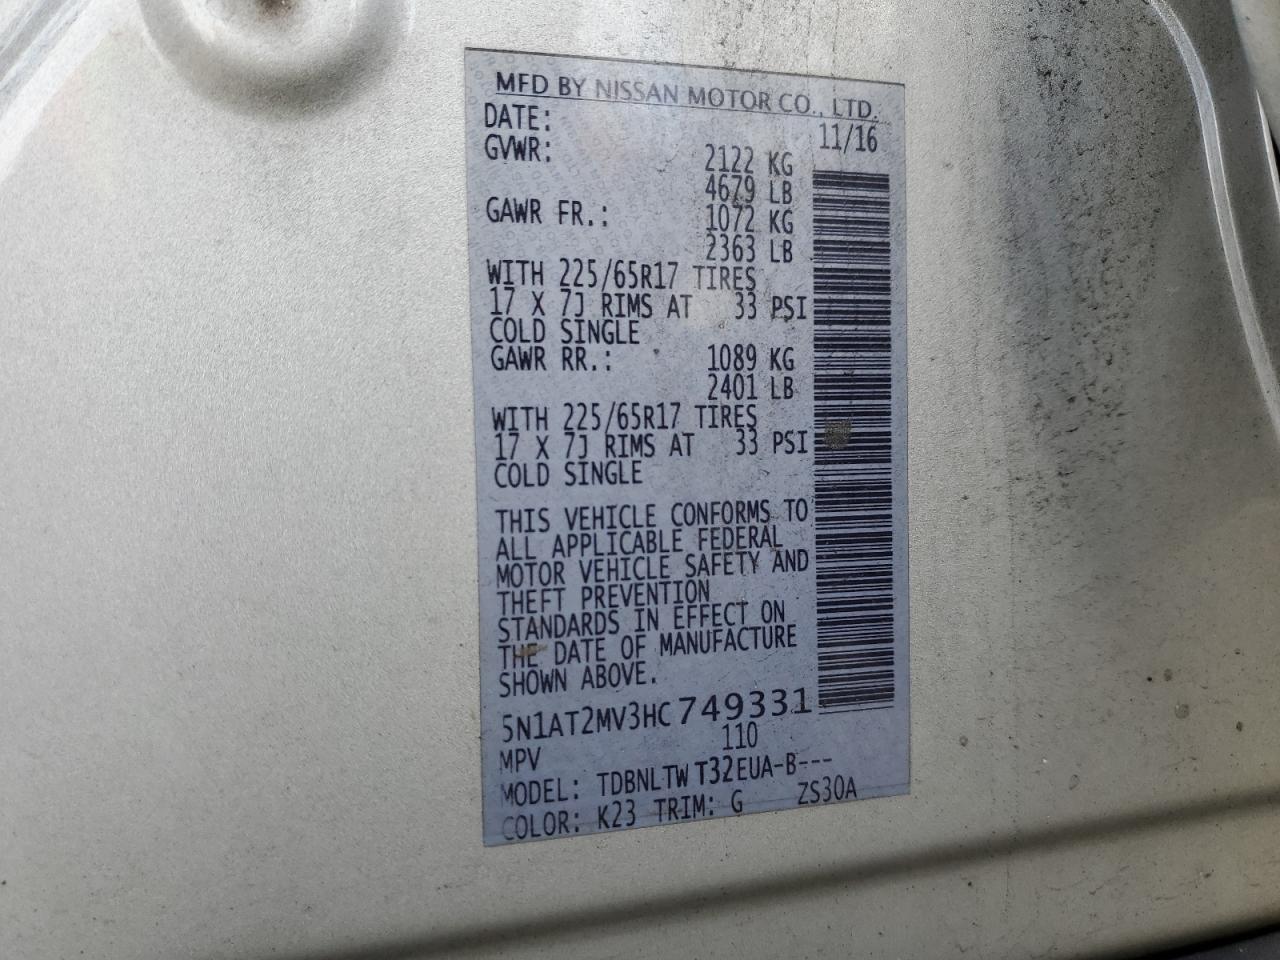 MFD BY NISSAN MOTOR CO., LTD.
DATE: 11/16
GVWR: 2122 KG
4679 LB
GAWR FR.: 1072 KG
2363 LB
WITH 225/65R17 TIRES
17 X 7J RIMS AT 33 PSI
COLD SINGLE
GAWR RR.: 1089 KG
2401 LB
WITH 225/65R17 TIRES
17 X 7J RIMS AT 33 PSI
COLD SINGLE
THIS VEHICLE CONFORMS TO
ALL APPLICABLE FEDERAL
MOTOR VEHICLE SAFETY AND
THEFT PREVENTION
STANDARDS IN EFFECT ON
THE DATE OF MANUFACTURE
SHOWN ABOVE.
5N1AT2MV3HC749331
MPV 110
MODEL: TDBNLTW T32EUA-B---
COLOR: K23 TRIM: G ZS30A